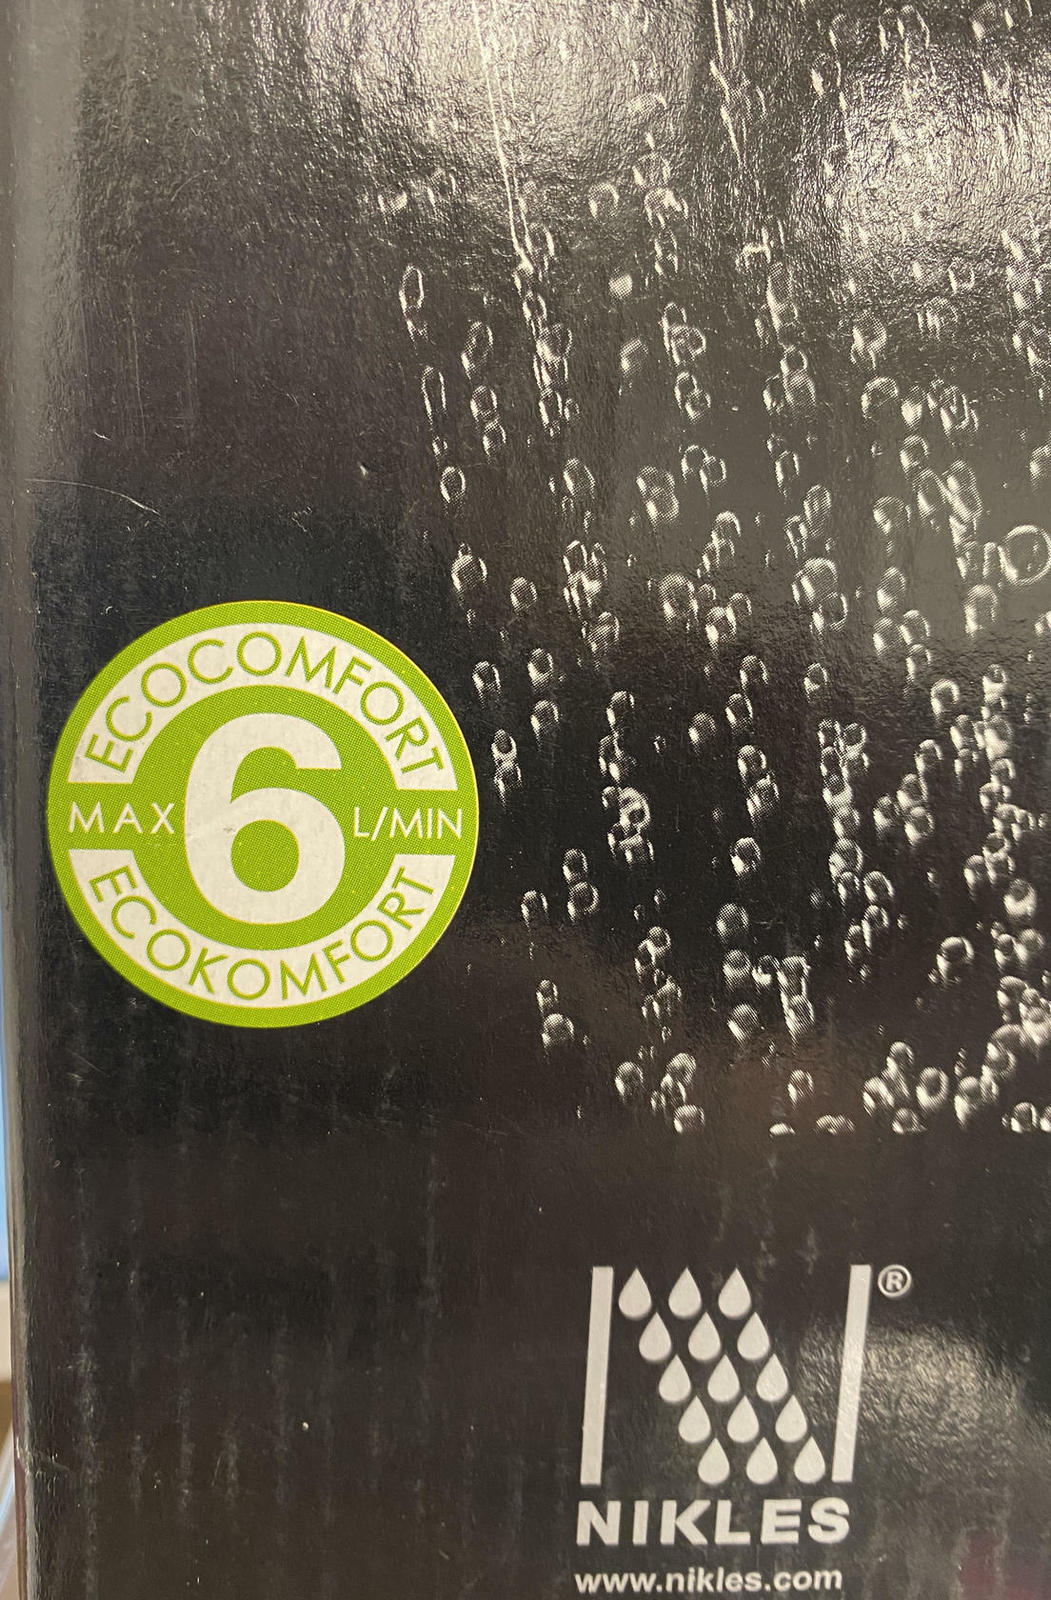 ECOCOMFORT
MAX 6 L/MIN
ECOKOMFORT
®
NIKLES
www.nikles.com